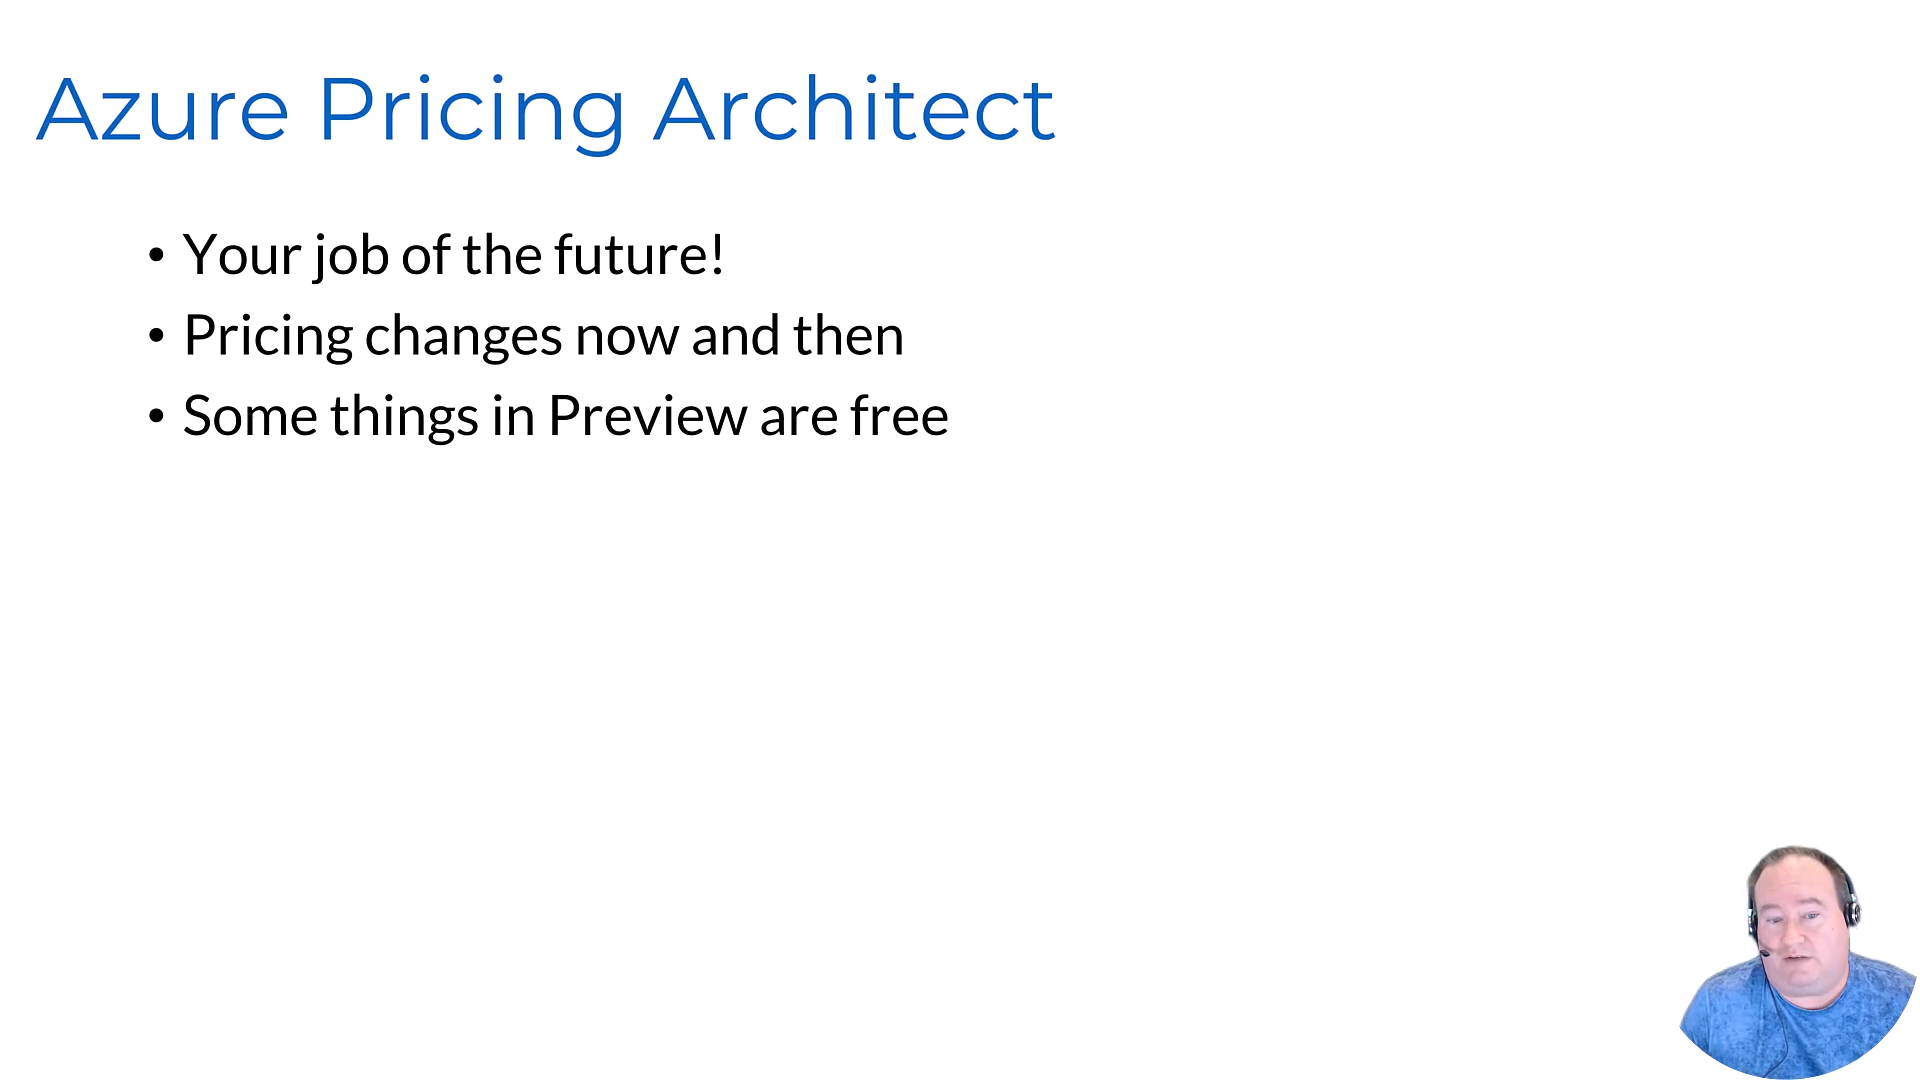 Azure Pricing Architect
• Your job of the future!
• Pricing changes now and then
• Some things in Preview are free